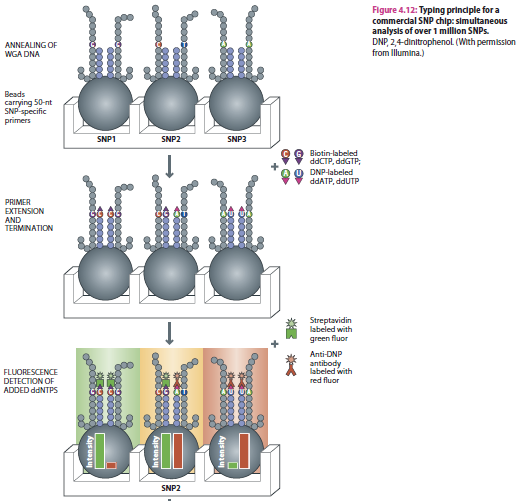 Figure 4.12: Typing principle for a
commercial SNP chip: simultaneous
analysis of over 1 million SNPs.
DNP, 2,4-dinitrophenol. (With permission
from Illumina.)
ANNEALING OF
WGA DNA
C C C T A A
Beads
carrying 50-nt
SNP-specific
primers
SNP1 SNP2 SNP3
+
C G Biotin-labeled
ddCTP, ddGTP;
A U DNP-labeled
ddATP, ddUTP
PRIMER
EXTENSION
AND
TERMINATION
+
Streptavidin
labeled with
green fluor
Anti-DNP
antibody
labeled with
red fluor
FLUORESCENCE
DETECTION OF
ADDED ddNTPS
Intensity Intensity Intensity
SNP2